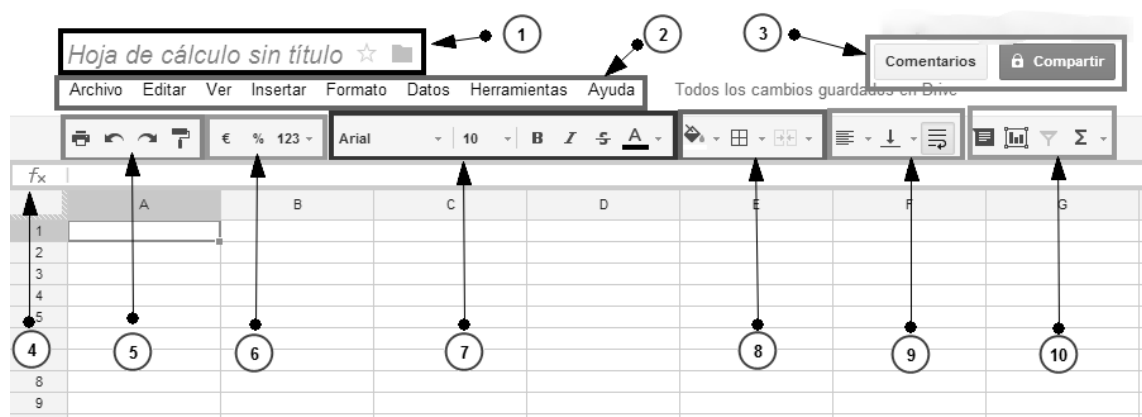 1
2
3
Hoja de cálculo sin título
Comentarios
Compartir
Archivo Editar Ver Insertar Formato Datos Herramientas Ayuda
Todos los cambios guardados en Drive
€ % 123
Arial
10
B I S A
Σ
fx
A B C D E F G
1
2
3
4
5
4
5
6
7
8
9
10
8
9